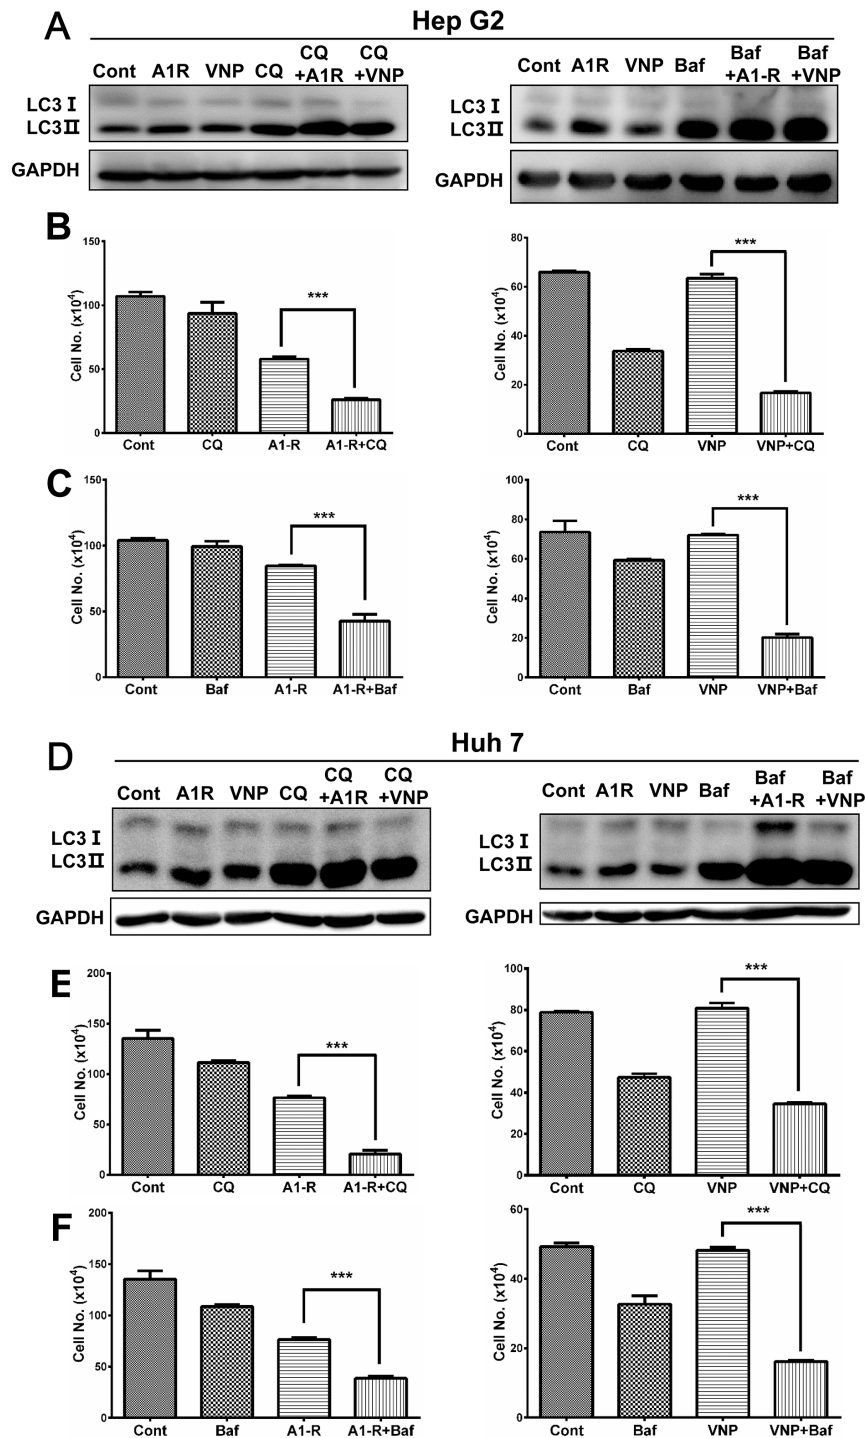 A
Hep G2
Cont A1R VNP CQ CQ +A1R CQ +VNP
LC3 I
LC3 II
GAPDH
Cont A1R VNP Baf Baf +A1-R Baf +VNP
LC3 I
LC3 II
GAPDH
B
150
100
50
0
Cell No. (x10⁴)
***
Cont CQ A1-R A1-R+CQ
80
60
40
20
0
Cell No. (x10⁴)
***
Cont CQ VNP VNP+CQ
C
150
100
50
0
Cell No. (x10⁴)
***
Cont Baf A1-R A1-R+Baf
100
80
60
40
20
0
Cell No. (x10⁴)
***
Cont Baf VNP VNP+Baf
D
Huh 7
Cont A1R VNP CQ CQ +A1R CQ +VNP
LC3 I
LC3 II
GAPDH
Cont A1R VNP Baf Baf +A1-R Baf +VNP
LC3 I
LC3 II
GAPDH
E
200
150
100
50
0
Cell No. (x10⁴)
***
Cont CQ A1-R A1-R+CQ
100
80
60
40
20
0
Cell No. (x10⁴)
***
Cont CQ VNP VNP+CQ
F
200
150
100
50
0
Cell No. (x10⁴)
***
Cont Baf A1-R A1-R+Baf
60
40
20
0
Cell No. (x10⁴)
***
Cont Baf VNP VNP+Baf